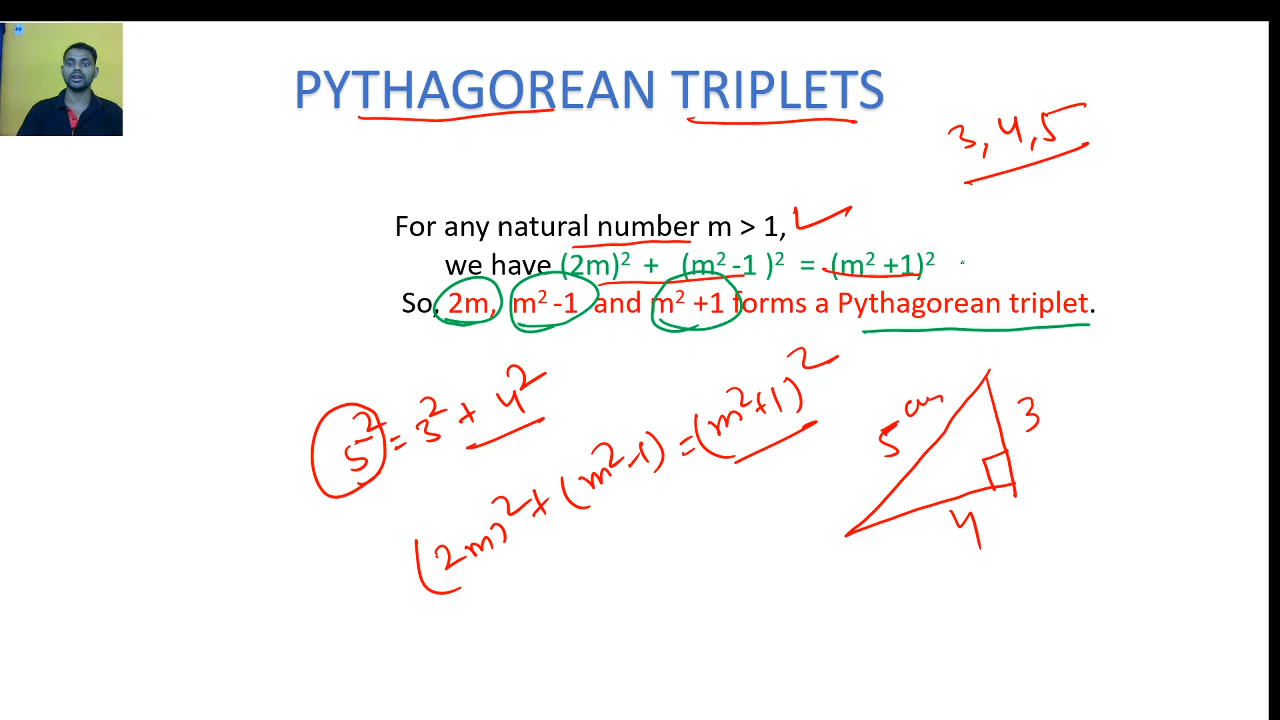 PYTHAGOREAN TRIPLETS
3, 4, 5
For any natural number m > 1,
we have (2m)² + (m² -1 )² = (m² +1)²
So, 2m, m² -1 and m² +1 forms a Pythagorean triplet.
5² = 3² + 4²
(2m)² + (m²-1) = (m²+1)²
5 cm
3
4